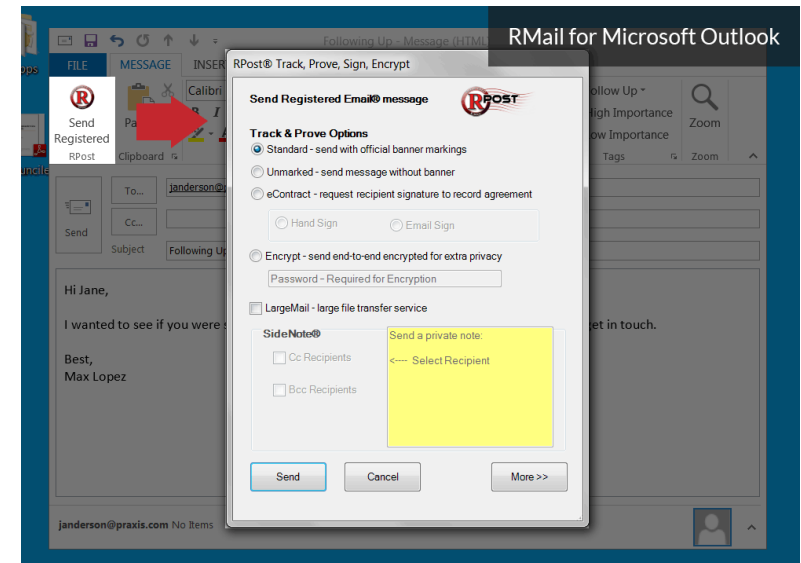 RMail for Microsoft Outlook
Following Up - Message (HTML
FILE MESSAGE INSER
RPost® Track, Prove, Sign, Encrypt
Calibri
Send
Registered
RPost
Clipboard
B I
Follow Up
High Importance
Low Importance
Tags
Zoom
Zoom
Send
To...
janderson@
Cc...
Subject Following Up
Hi Jane,
I wanted to see if you were
get in touch.
Best,
Max Lopez
Send Registered Email® message
RPOST
Track & Prove Options
Standard - send with official banner markings
Unmarked - send message without banner
eContract - request recipient signature to record agreement
Hand Sign Email Sign
Encrypt - send end-to-end encrypted for extra privacy
Password - Required for Encryption
LargeMail - large file transfer service
SideNote®
Cc Recipients
Bcc Recipients
Send a private note:
<---- Select Recipient
Send Cancel More >>
janderson@praxis.com No Items